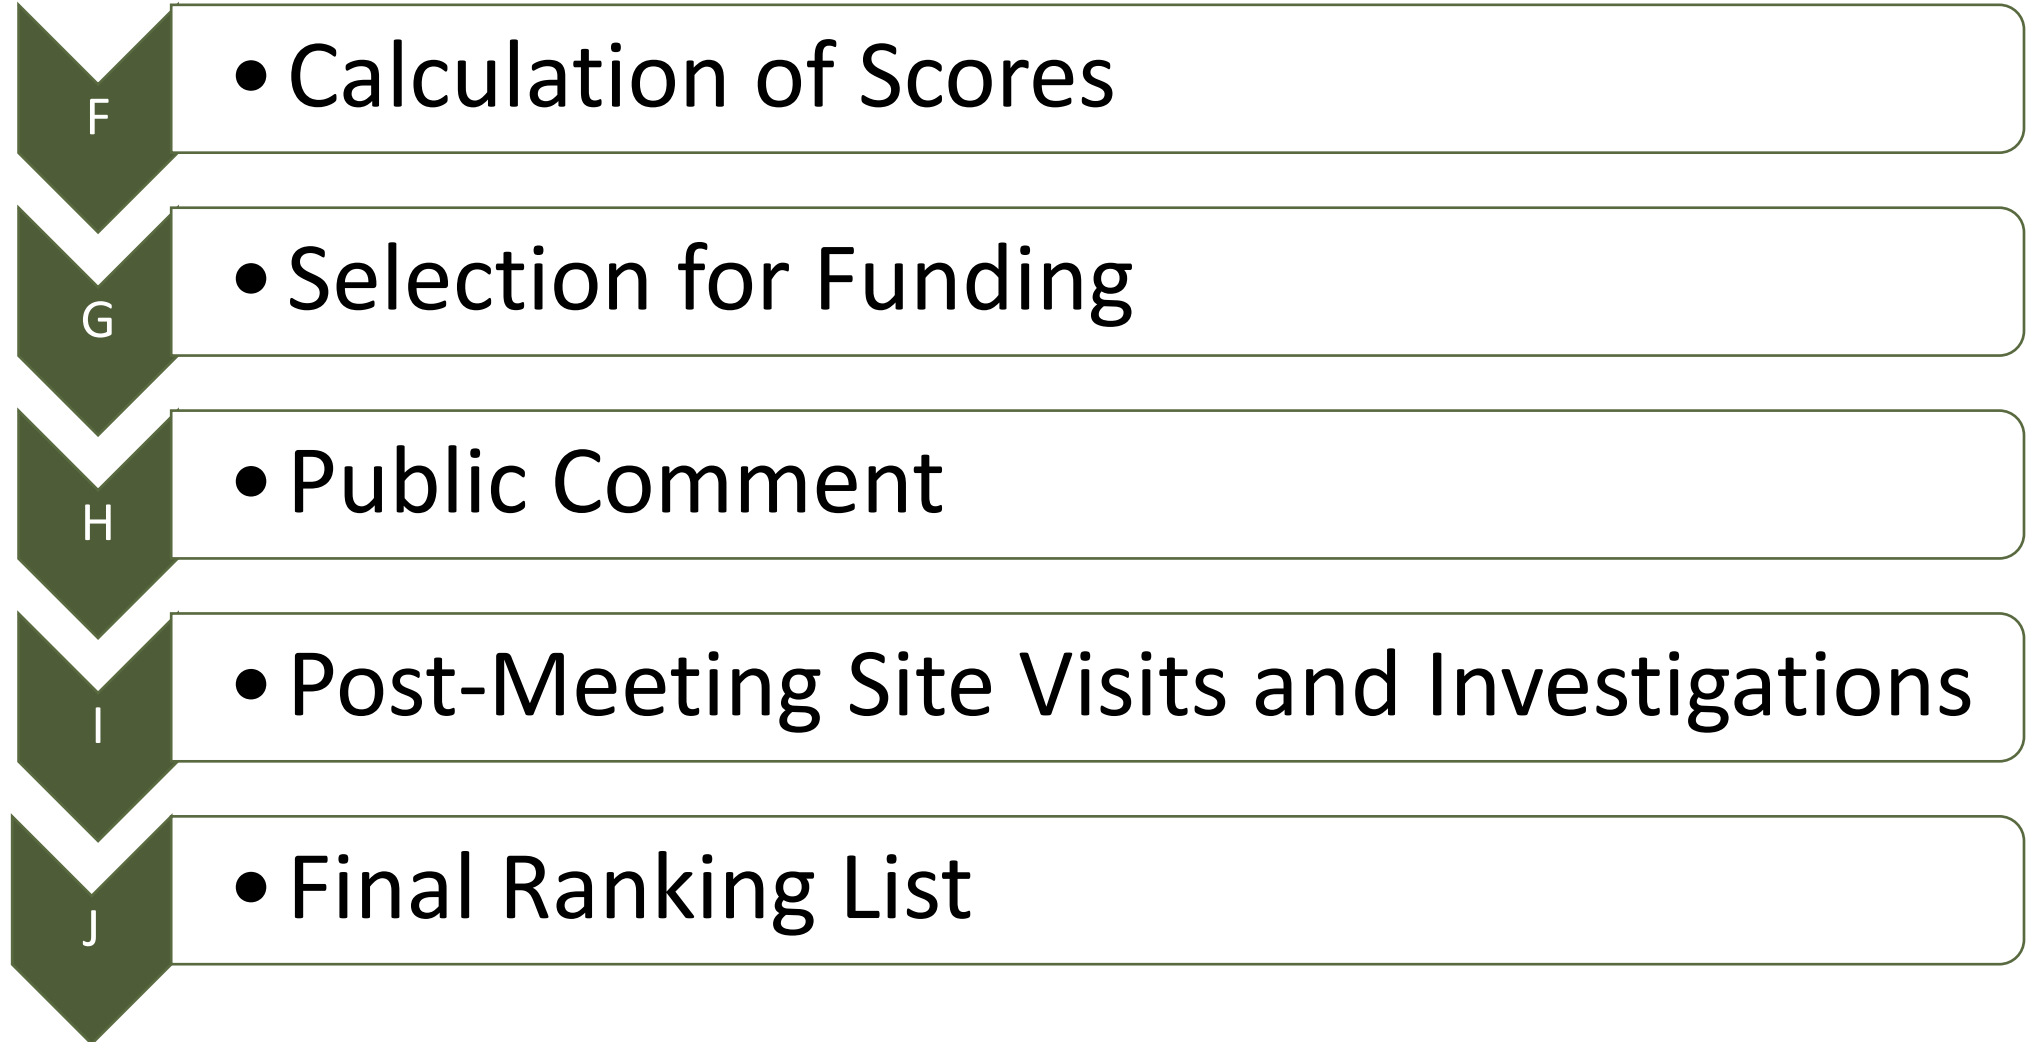 F
• Calculation of Scores
G
• Selection for Funding
H
• Public Comment
I
• Post-Meeting Site Visits and Investigations
J
• Final Ranking List